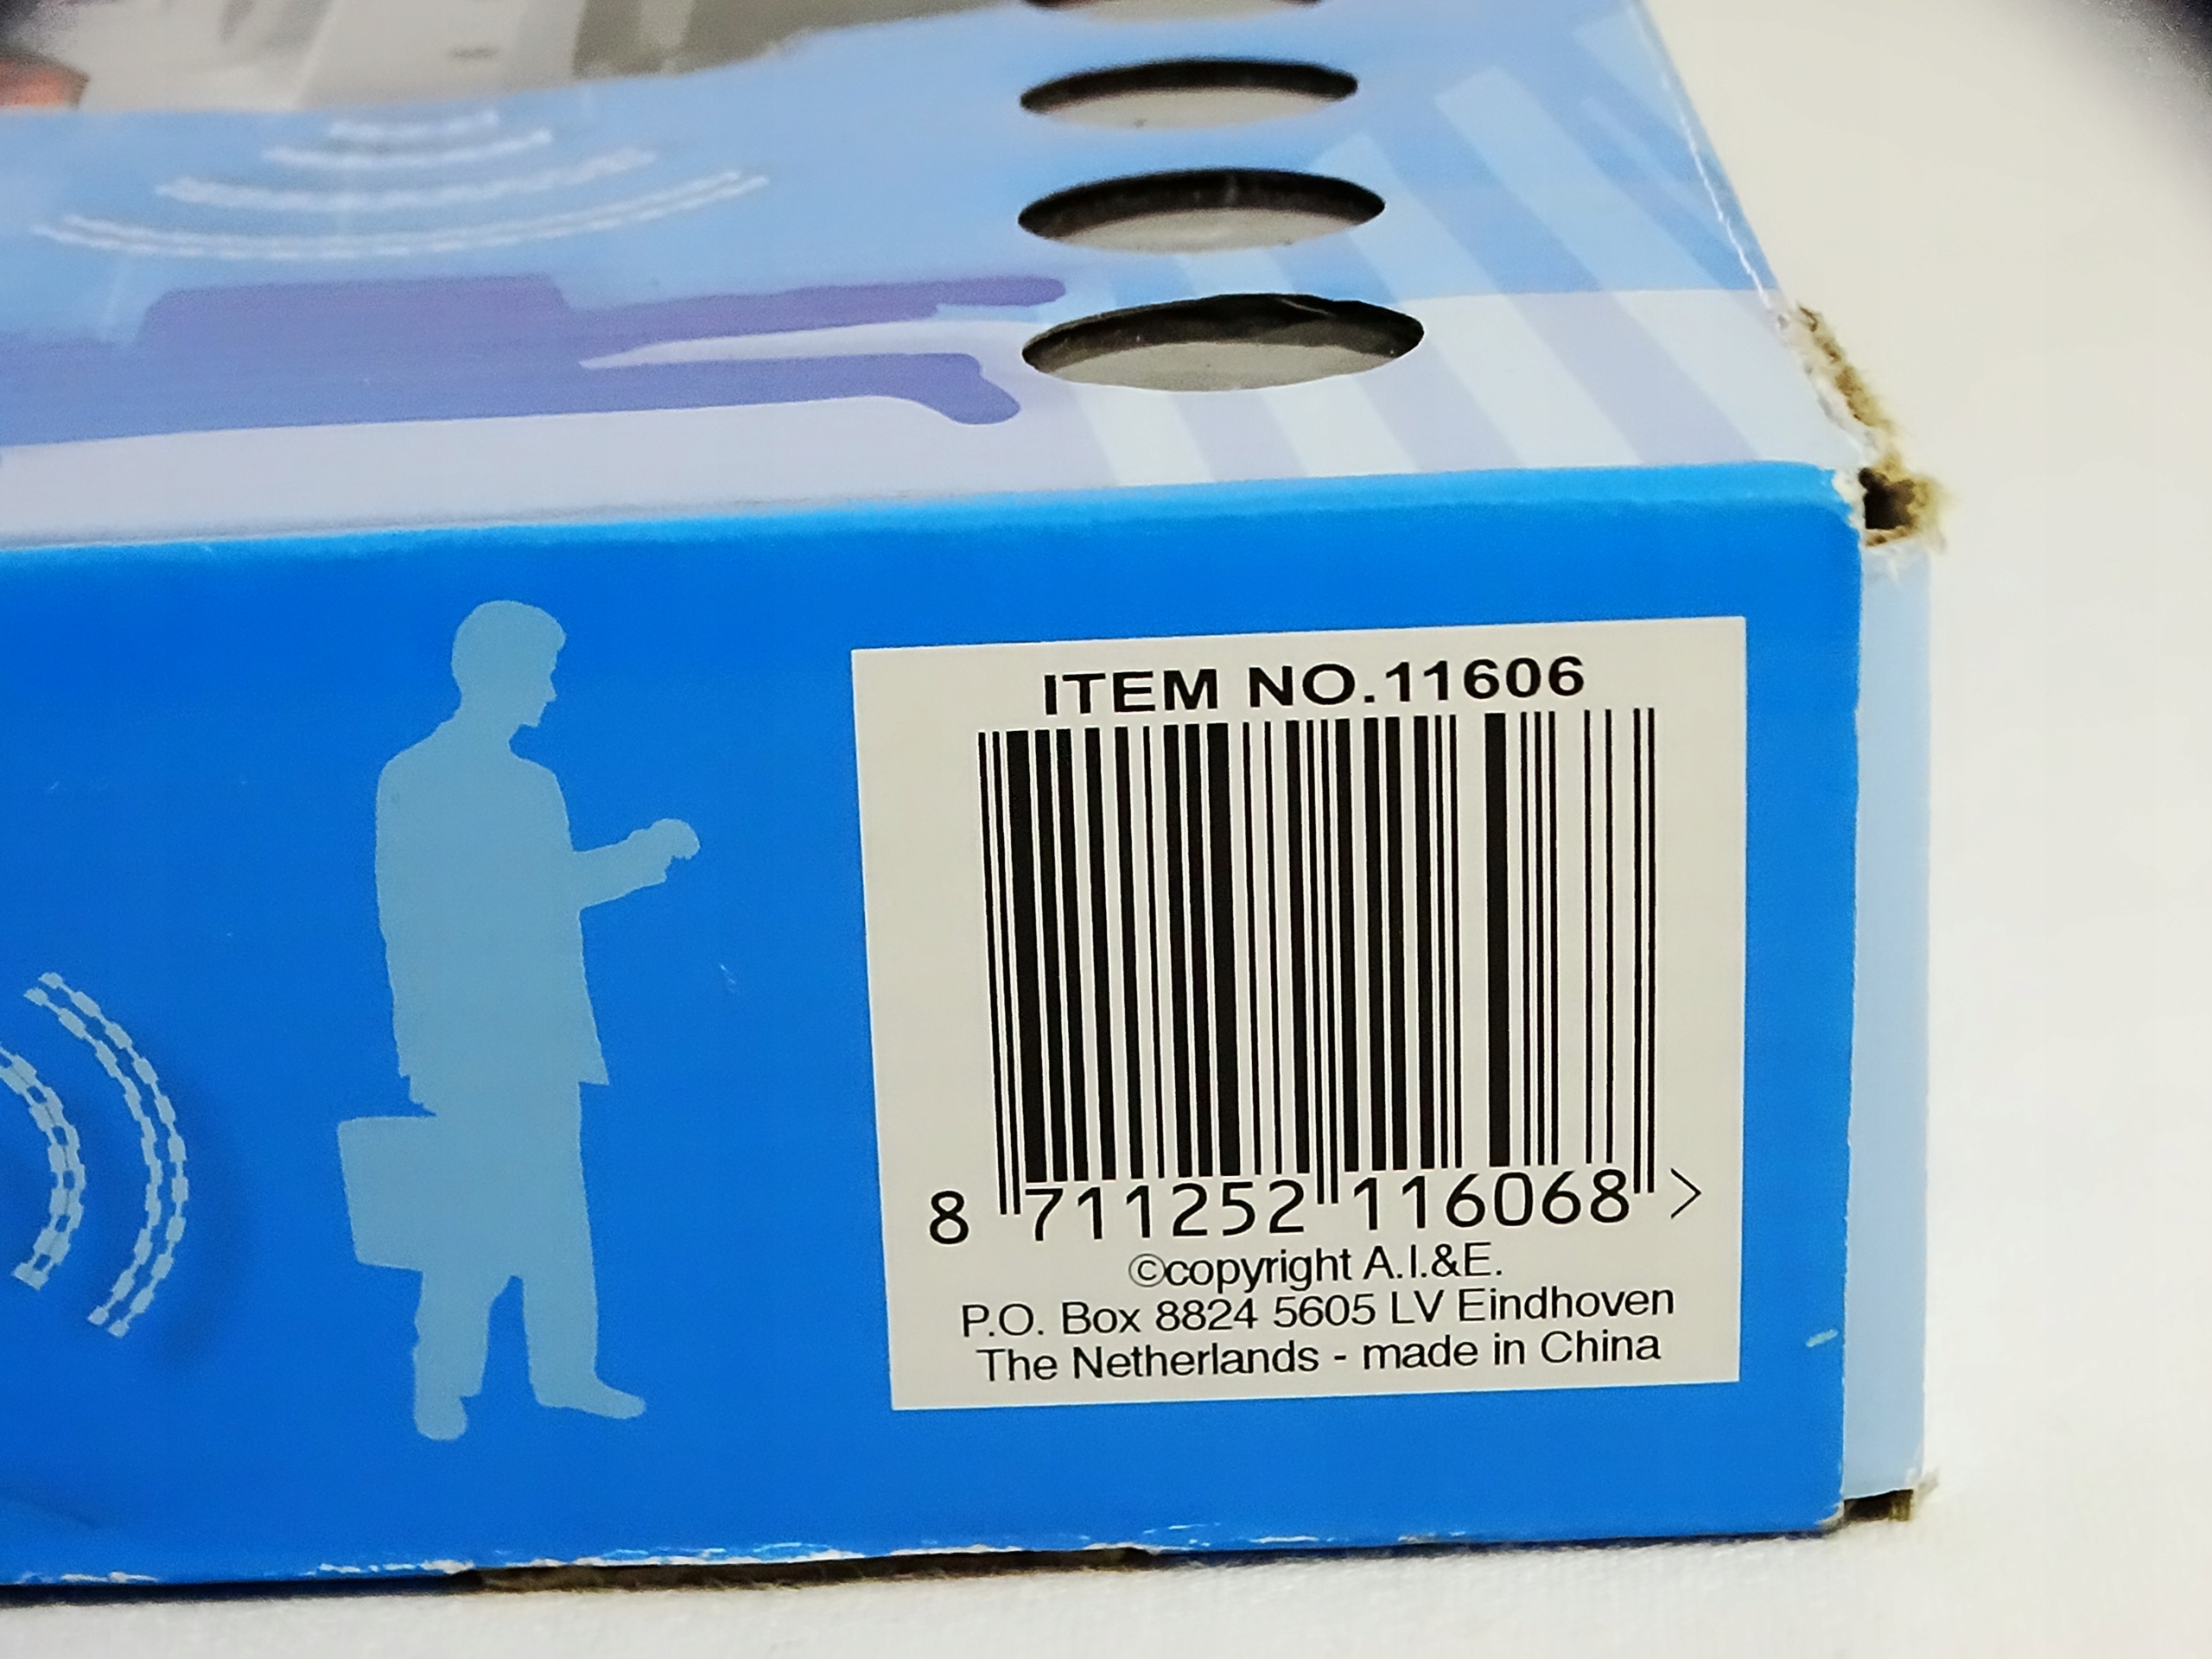 ITEM NO.11606
8 711252 116068 >
©copyright A.I.&E.
P.O. Box 8824 5605 LV Eindhoven
The Netherlands - made in China